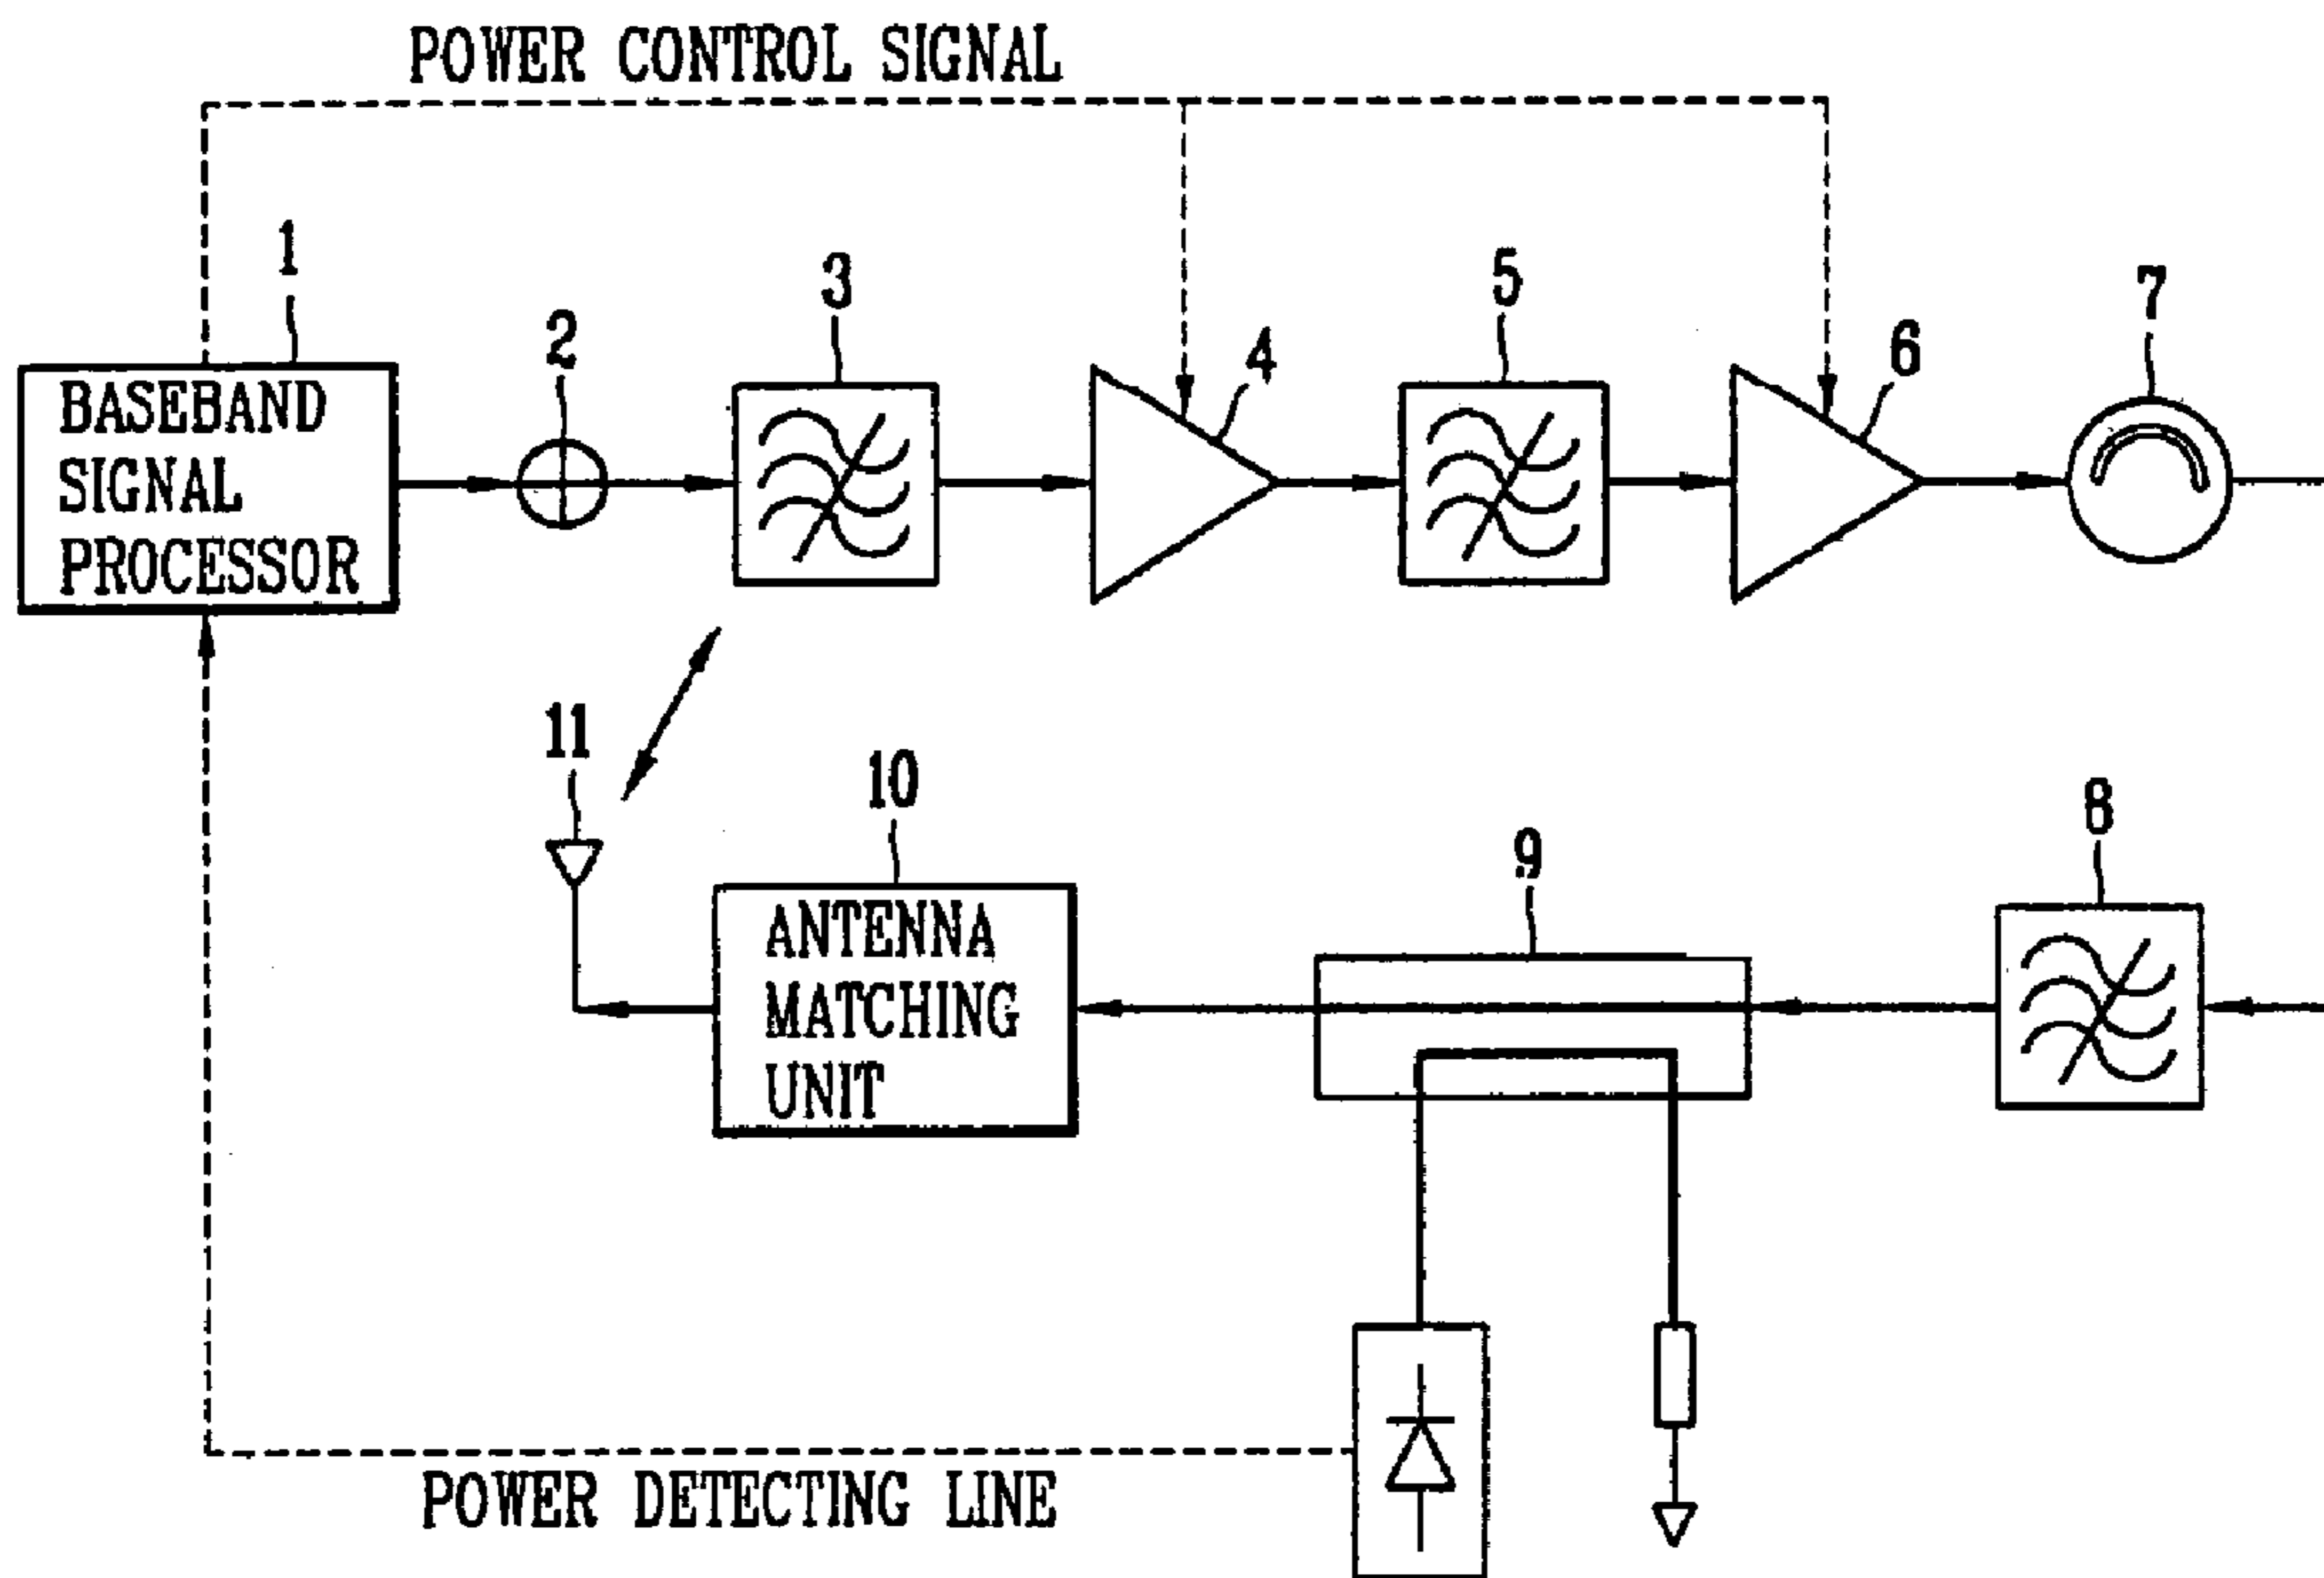 POWER CONTROL SIGNAL
1
2
3
4
5
6
7
BASEBAND
SIGNAL
PROCESSOR
11
10
9
8
ANTENNA
MATCHING
UNIT
POWER DETECTING LINE